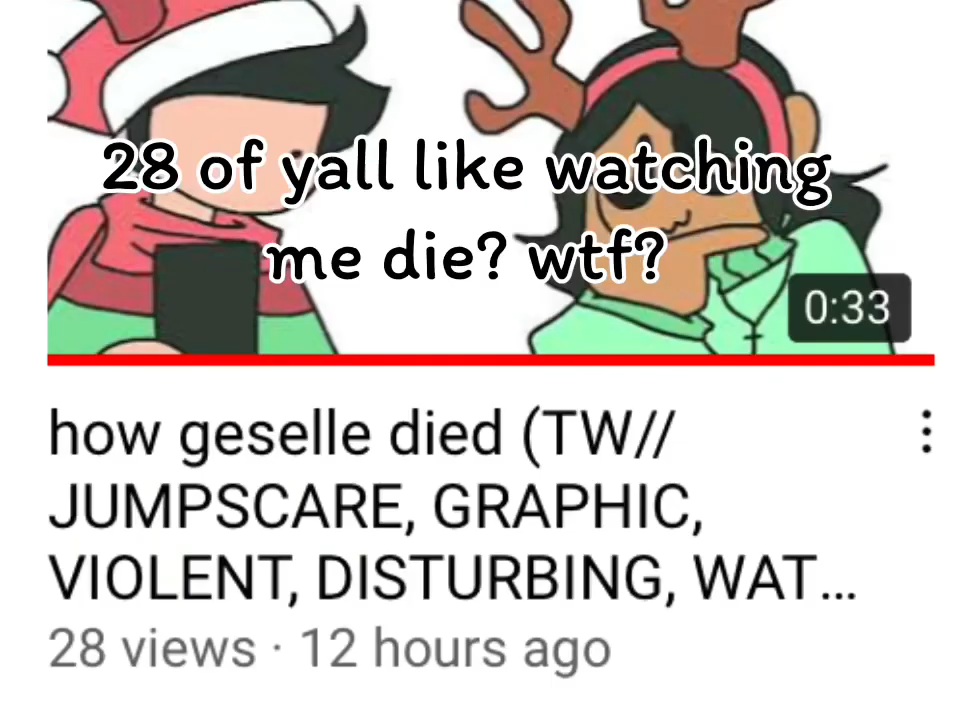 28 of yall like watching
me die? wtf?
0:33
how geselle died (TW//
JUMPSCARE, GRAPHIC,
VIOLENT, DISTURBING, WAT...
28 views · 12 hours ago